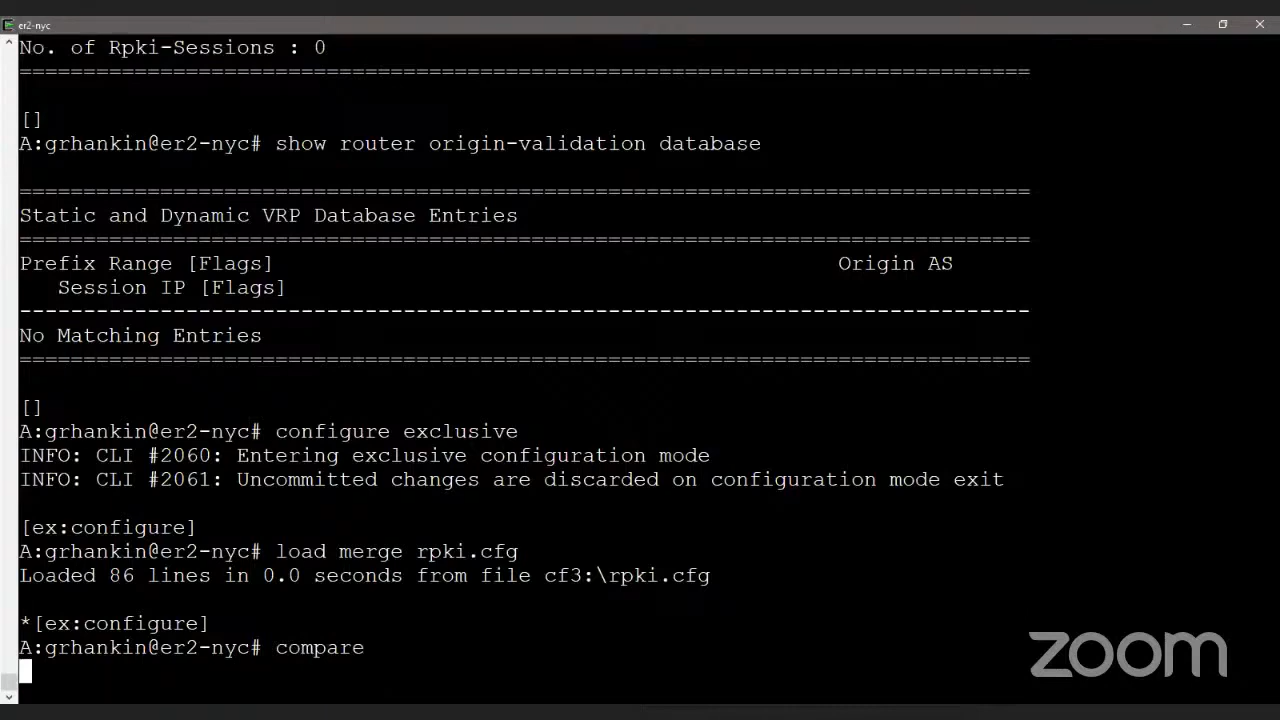 er2-nyc
No. of Rpki-Sessions : 0
===============================================================================
[]
A:grhankin@er2-nyc# show router origin-validation database
===============================================================================
Static and Dynamic VRP Database Entries
===============================================================================
Prefix Range [Flags] Origin AS
Session IP [Flags]
-------------------------------------------------------------------------------
No Matching Entries
===============================================================================
[]
A:grhankin@er2-nyc# configure exclusive
INFO: CLI #2060: Entering exclusive configuration mode
INFO: CLI #2061: Uncommitted changes are discarded on configuration mode exit
[ex:configure]
A:grhankin@er2-nyc# load merge rpki.cfg
Loaded 86 lines in 0.0 seconds from file cf3:\rpki.cfg
*[ex:configure]
A:grhankin@er2-nyc# compare
zoom